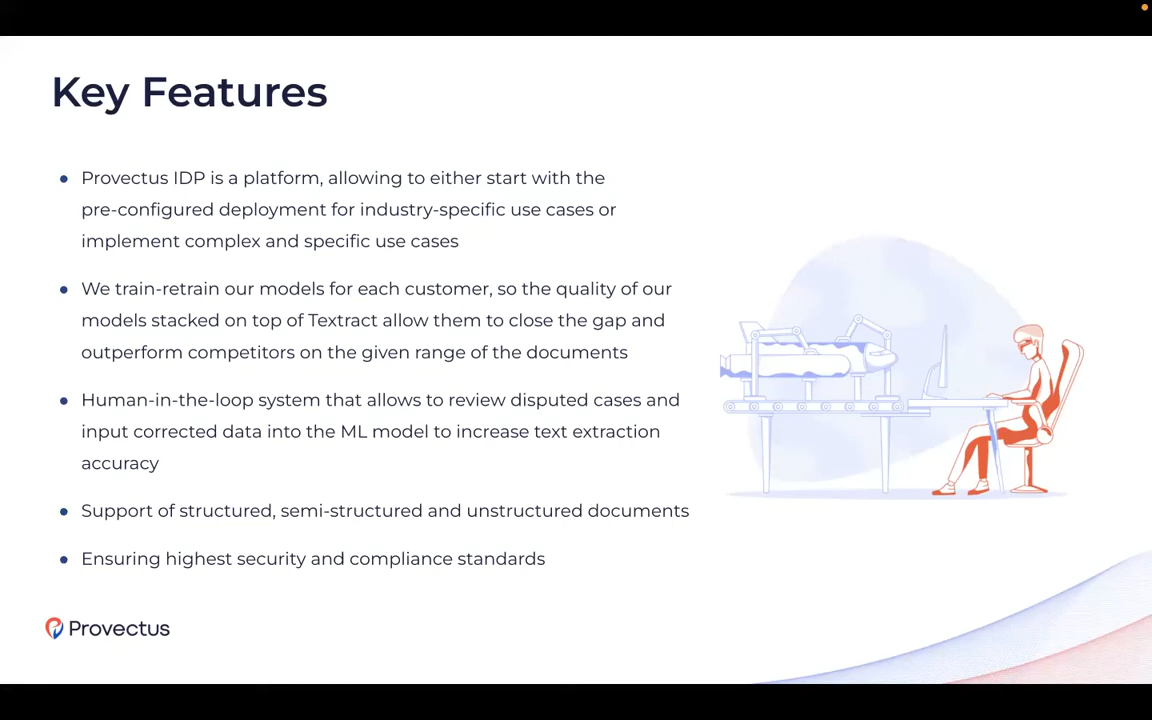 Key Features
● Provectus IDP is a platform, allowing to either start with the
pre-configured deployment for industry-specific use cases or
implement complex and specific use cases
● We train-retrain our models for each customer, so the quality of our
models stacked on top of Textract allow them to close the gap and
outperform competitors on the given range of the documents
● Human-in-the-loop system that allows to review disputed cases and
input corrected data into the ML model to increase text extraction
accuracy
● Support of structured, semi-structured and unstructured documents
● Ensuring highest security and compliance standards
Provectus